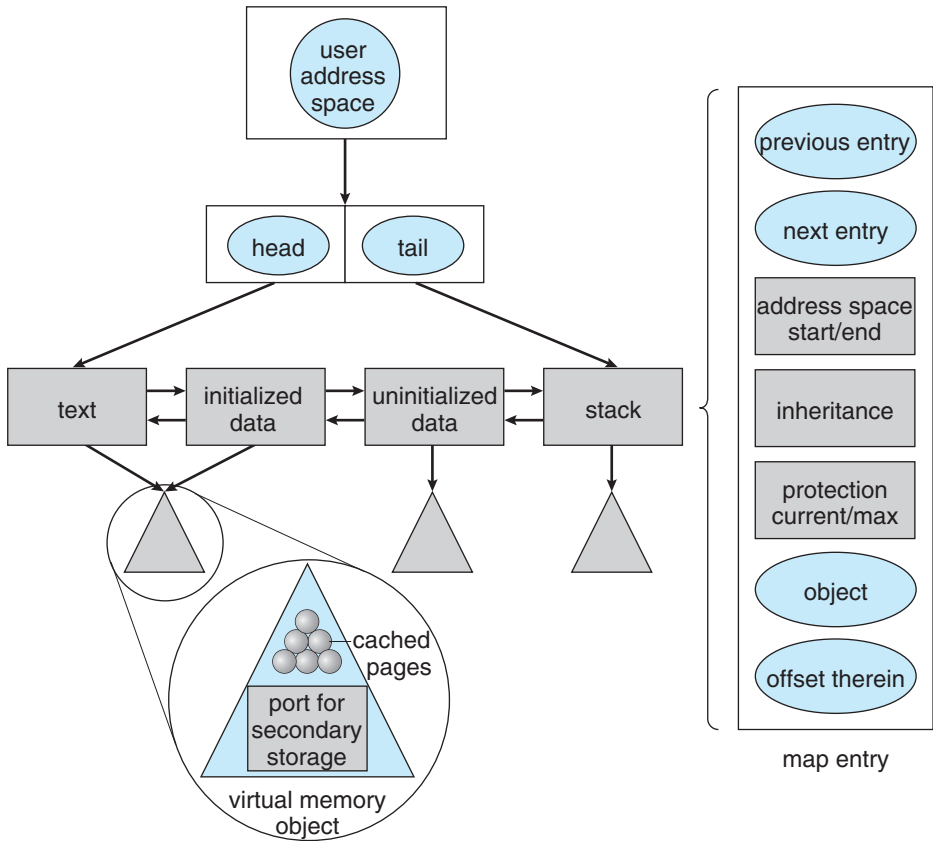 user
address
space
head
tail
text
initialized
data
uninitialized
data
stack
cached
pages
port for
secondary
storage
virtual memory
object
previous entry
next entry
address space
start/end
inheritance
protection
current/max
object
offset therein
map entry